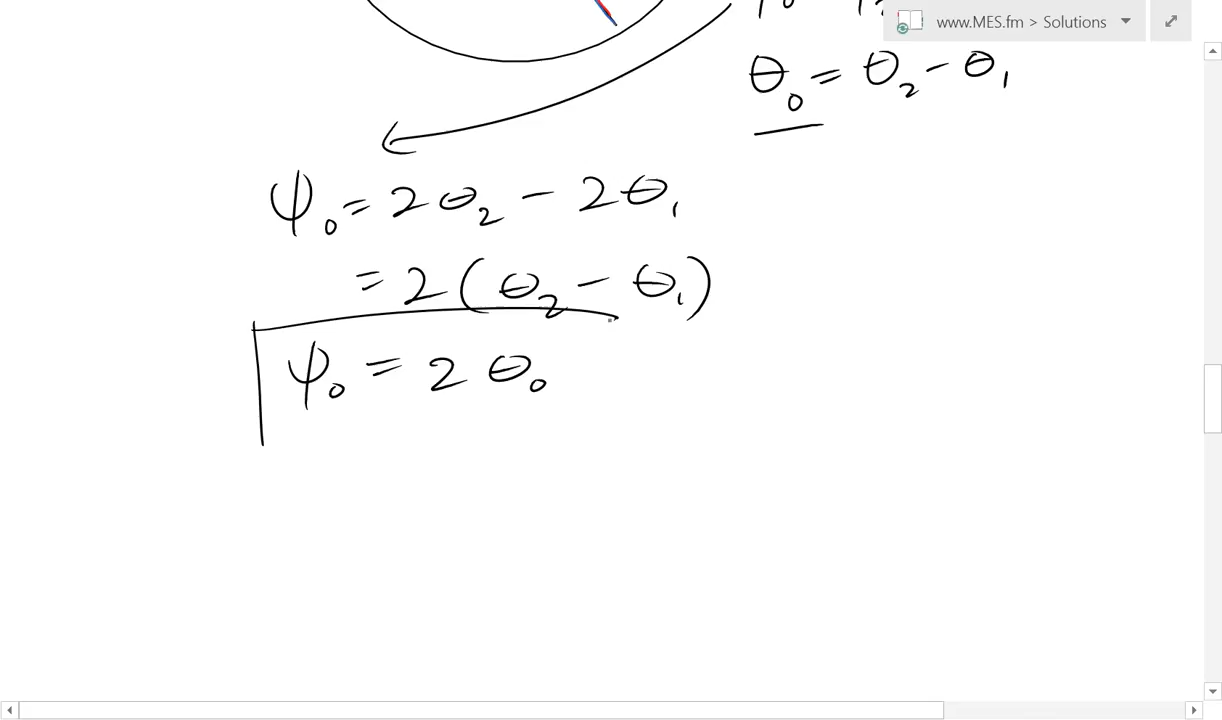 www.MES.fm > Solutions
θ₀ = θ₂ - θ₁
ψ₀ = 2θ₂ - 2θ₁
= 2(θ₂ - θ₁)
ψ₀ = 2θ₀